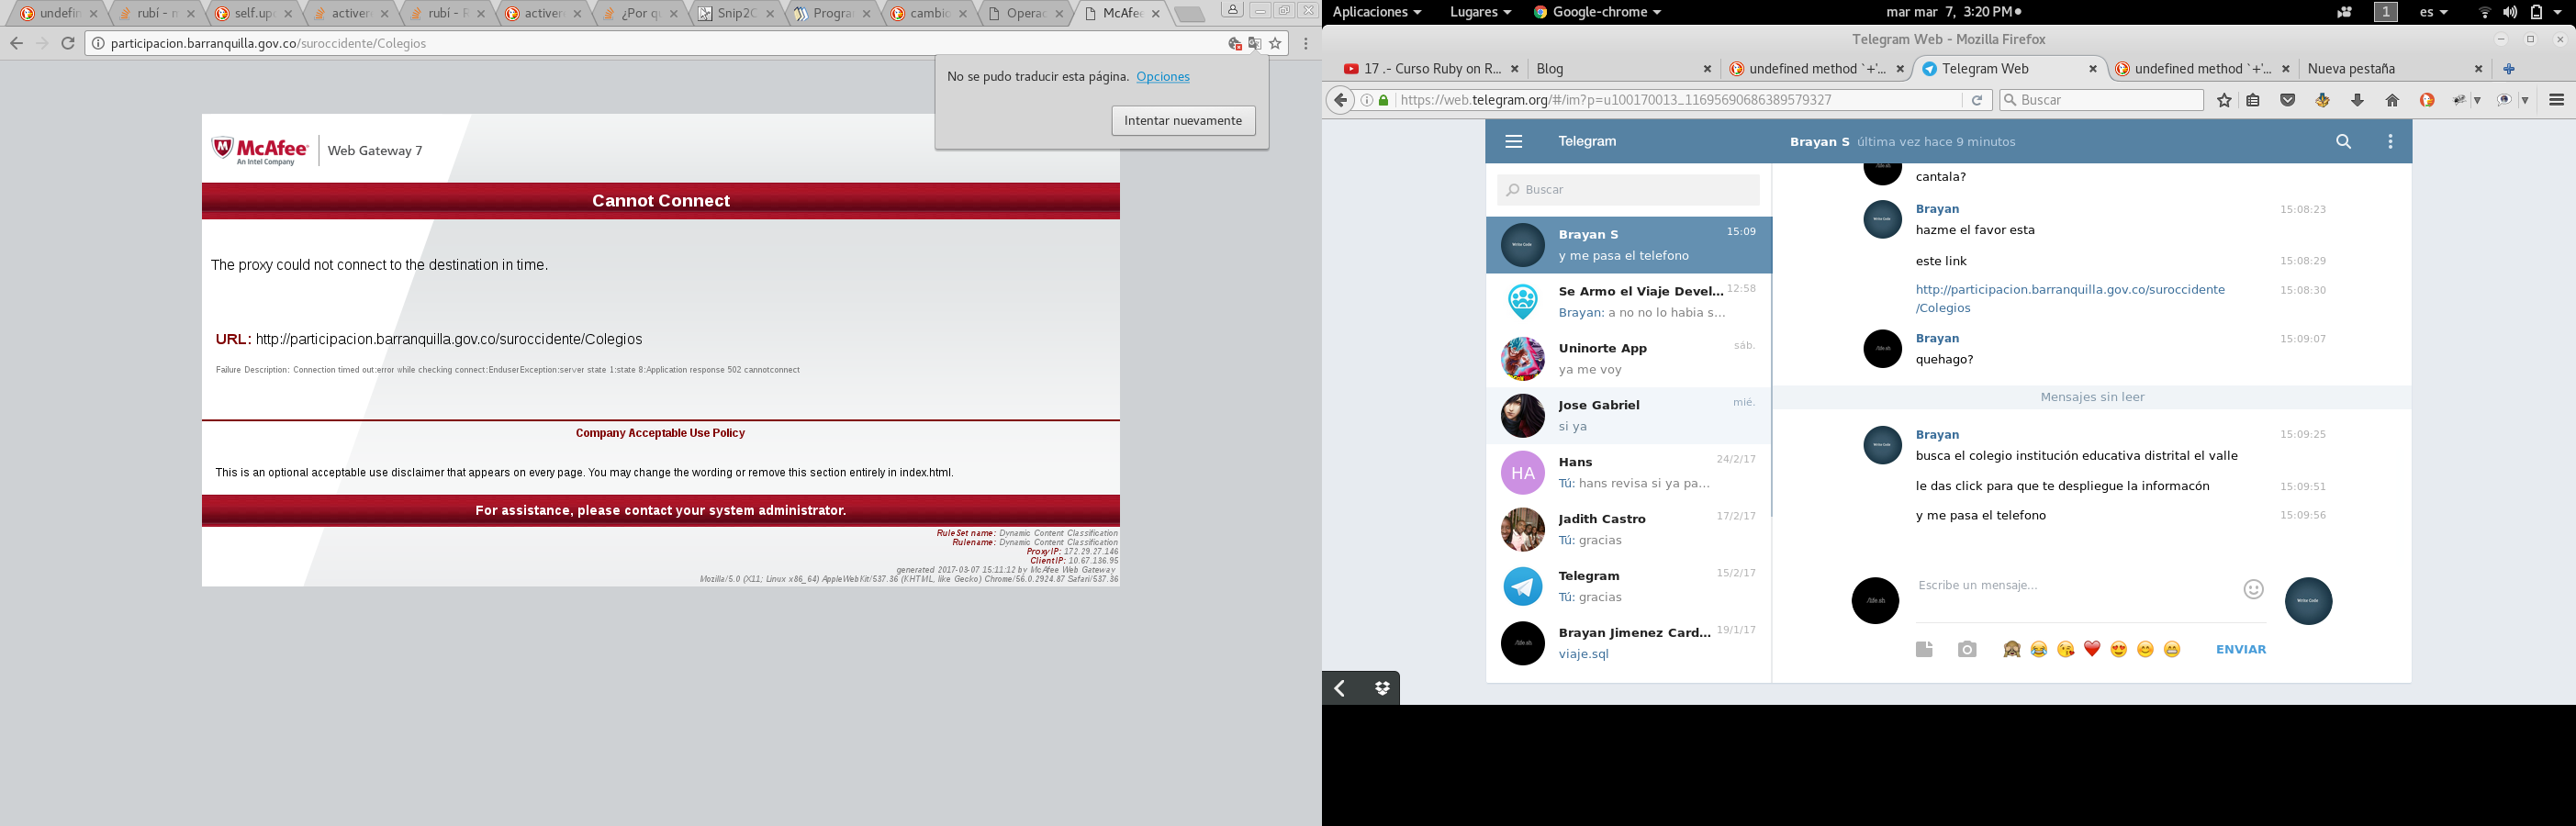 undefin
rubí - n
self.upc
activere
rubí - R
activen
¿Por qu
Snip2C
Progra
cambio
Operac
McAfee
participacion.barranquilla.gov.co/suroccidente/Colegios
No se pudo traducir esta página. Opciones
Intentar nuevamente
McAfee
An Intel Company
Web Gateway 7
Cannot Connect
The proxy could not connect to the destination in time.
URL: http://participacion.barranquilla.gov.co/suroccidente/Colegios
Failure Description: Connection timed out:error while checking connect:EnduserException:server state 1:state 8:Application response 502 cannotconnect
Company Acceptable Use Policy
This is an optional acceptable use disclaimer that appears on every page. You may change the wording or remove this section entirely in index.html.
For assistance, please contact your system administrator.
RuleSet name: Dynamic Content Classification
Rulename: Dynamic Content Classification
ProxyIP: 172.29.27.146
ClientIP: 10.67.136.95
generated 2017-03-07 15:11:12 by McAfee Web Gateway
Mozilla/5.0 (X11; Linux x86_64) AppleWebKit/537.36 (KHTML, like Gecko) Chrome/56.0.2924.87 Safari/537.36
Aplicaciones
Lugares
Google-chrome
mar mar 7, 3:20 PM
1
es
Telegram Web - Mozilla Firefox
17 .- Curso Ruby on R...
Blog
undefined method `+'...
Telegram Web
undefined method `+'...
Nueva pestaña
https://web.telegram.org/#/im?p=u100170013_11695690686389579327
Buscar
Telegram
Brayan S última vez hace 9 minutos
Buscar
Brayan S 15:09
y me pasa el telefono
Se Armo el Viaje Devel... 12:58
Brayan: a no no lo habia s...
Uninorte App sáb.
ya me voy
Jose Gabriel mié.
si ya
HA
Hans 24/2/17
Tú: hans revisa si ya pa...
Jadith Castro 17/2/17
Tú: gracias
Telegram 15/2/17
Tú: gracias
Brayan Jimenez Card... 19/1/17
viaje.sql
cantala?
Brayan 15:08:23
hazme el favor esta
este link 15:08:29
http://participacion.barranquilla.gov.co/suroccidente 15:08:30
/Colegios
Brayan 15:09:07
quehago?
Mensajes sin leer
Brayan 15:09:25
busca el colegio institución educativa distrital el valle
le das click para que te despliegue la informacón 15:09:51
y me pasa el telefono 15:09:56
Escribe un mensaje...
ENVIAR